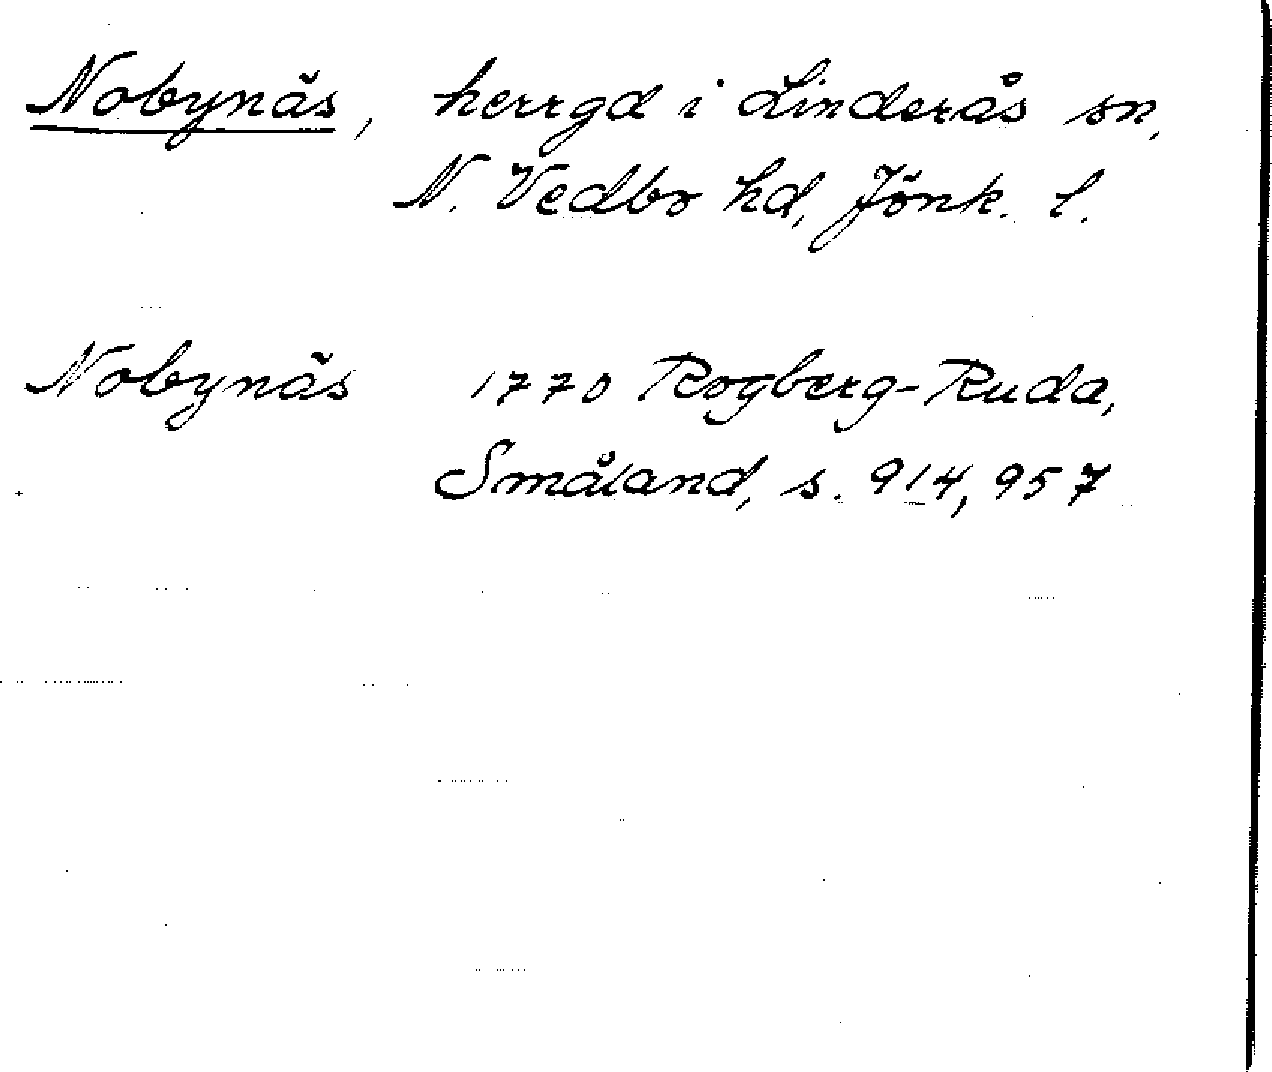 Nobynäs, herrgd i Linderås sn,
N. Vedbo hd, Jönk. l.
Nobynäs 1770 Rogberg-Ruda,
Småland, s. 914, 957